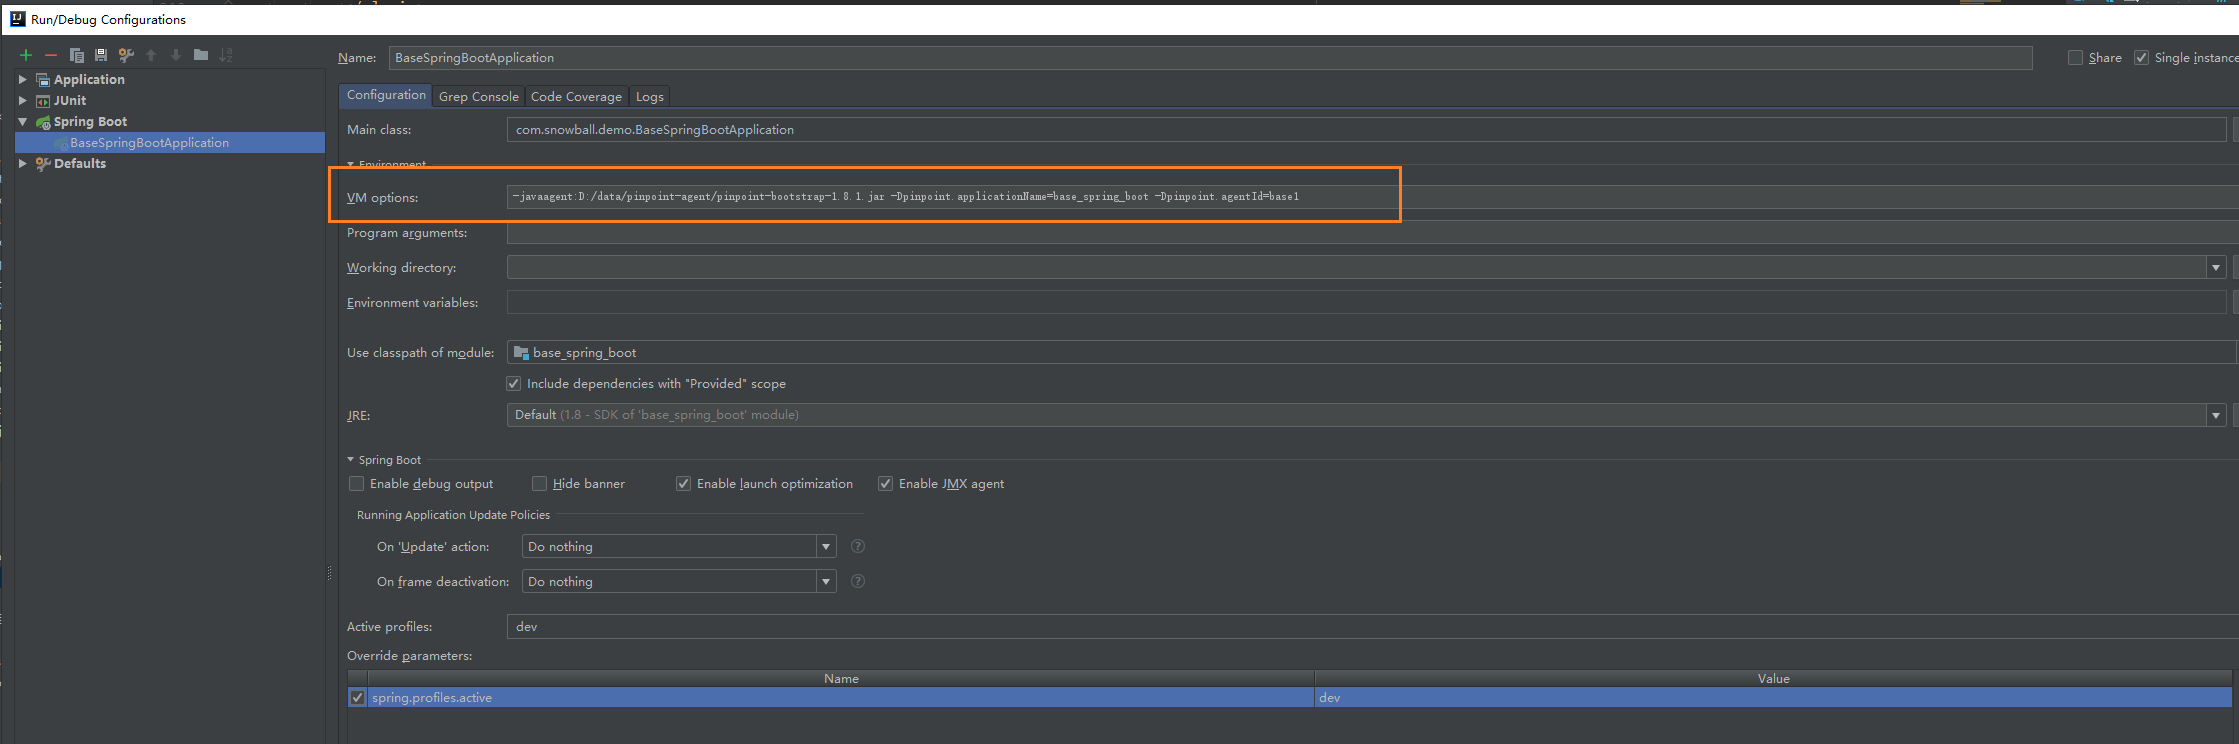 Run/Debug Configurations
Name: BaseSpringBootApplication
Share
Single instance
Application
JUnit
Spring Boot
BaseSpringBootApplication
Defaults
Configuration Grep Console Code Coverage Logs
Main class: com.snowball.demo.BaseSpringBootApplication
Environment
VM options: -javaagent:D:/data/pinpoint-agent/pinpoint-bootstrap-1.8.1.jar -Dpinpoint.applicationName=base_spring_boot -Dpinpoint.agentId=base1
Program arguments:
Working directory:
Environment variables:
Use classpath of module: base_spring_boot
Include dependencies with "Provided" scope
JRE: Default (1.8 - SDK of 'base_spring_boot' module)
Spring Boot
Enable debug output Hide banner Enable launch optimization Enable JMX agent
Running Application Update Policies
On 'Update' action: Do nothing
On frame deactivation: Do nothing
Active profiles: dev
Override parameters:
Name Value
spring.profiles.active dev